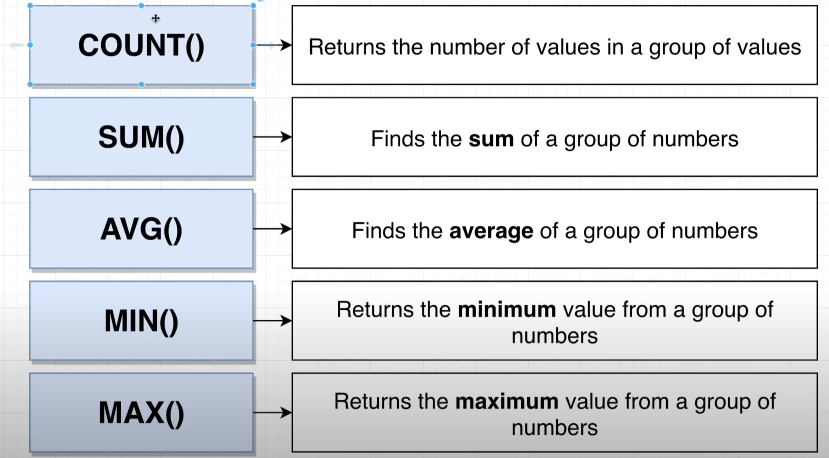 COUNT()
Returns the number of values in a group of values
SUM()
Finds the sum of a group of numbers
AVG()
Finds the average of a group of numbers
MIN()
Returns the minimum value from a group of
numbers
MAX()
Returns the maximum value from a group of
numbers